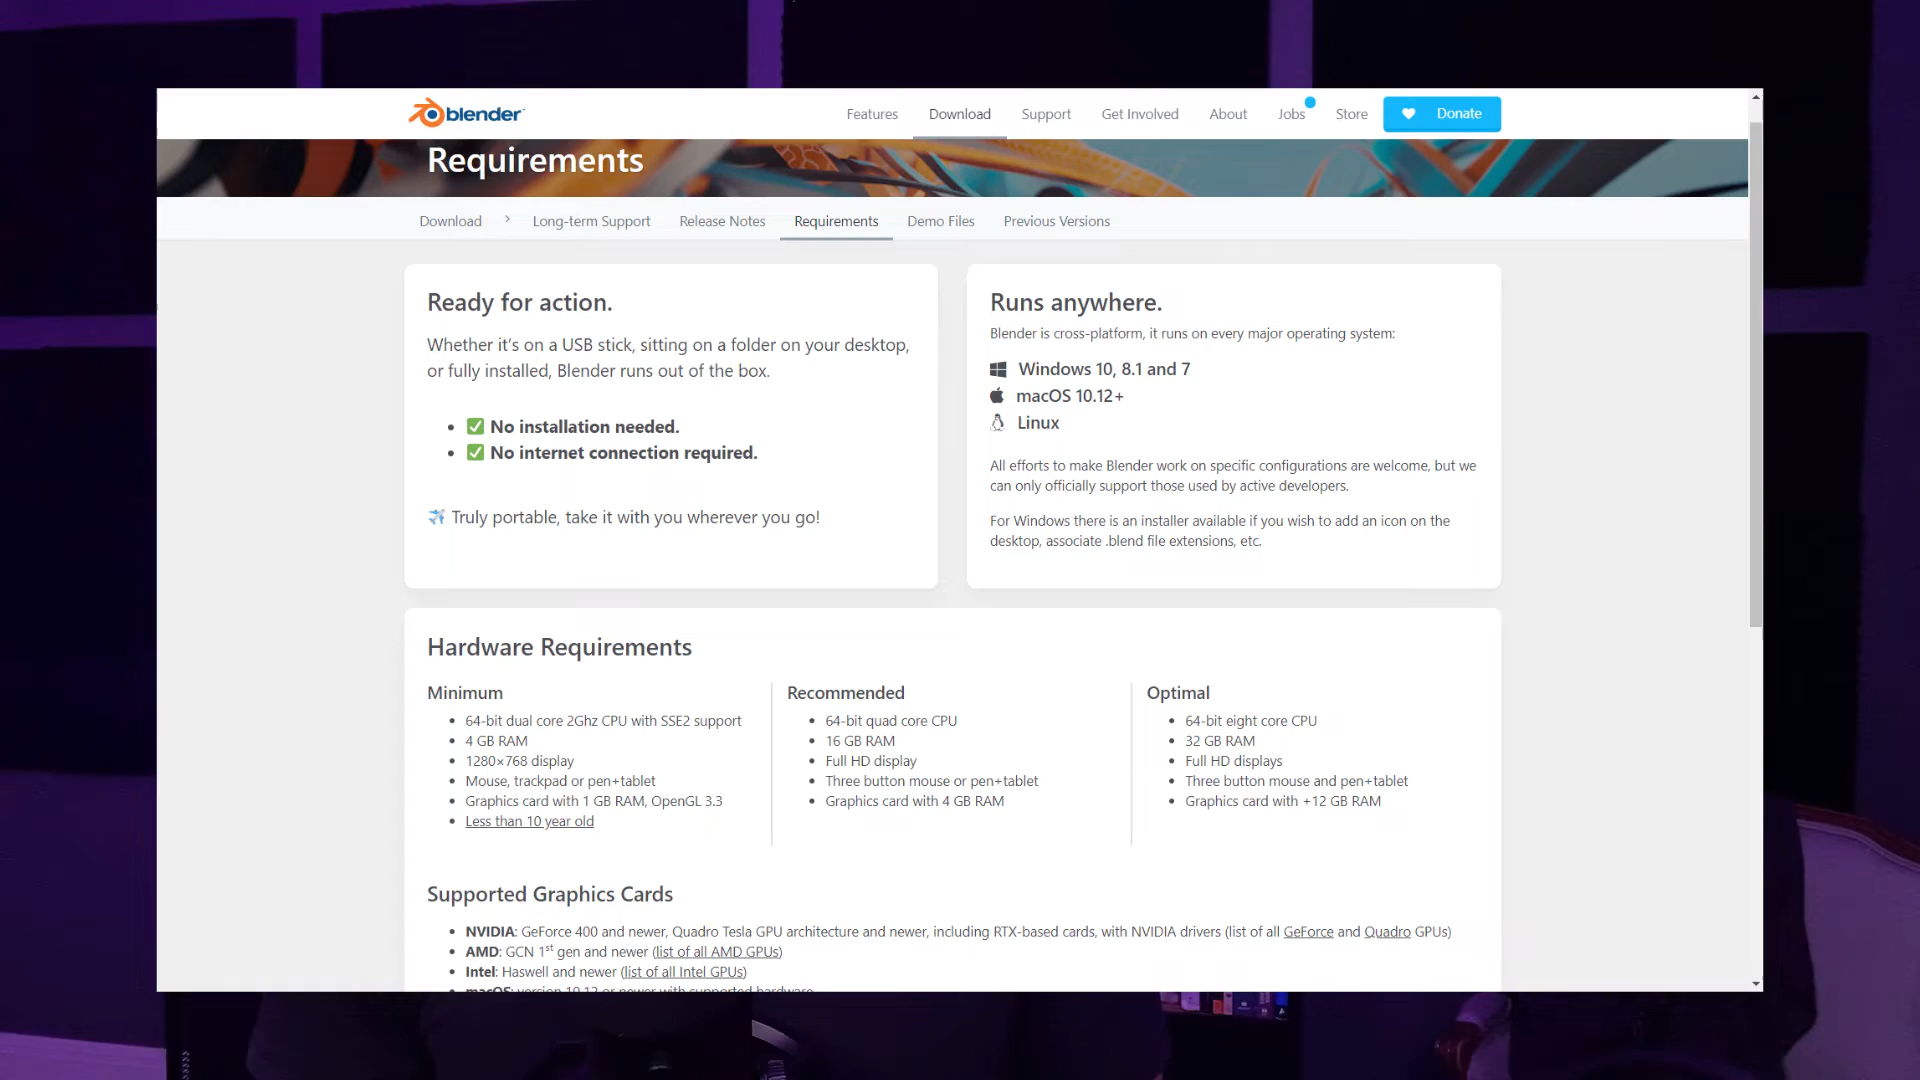 blender
Features Download Support Get Involved About Jobs Store Donate
Requirements
Download > Long-term Support Release Notes Requirements Demo Files Previous Versions
Ready for action.
Whether it's on a USB stick, sitting on a folder on your desktop,
or fully installed, Blender runs out of the box.
• ✅ No installation needed.
• ✅ No internet connection required.
✈️ Truly portable, take it with you wherever you go!
Runs anywhere.
Blender is cross-platform, it runs on every major operating system:
Windows 10, 8.1 and 7
macOS 10.12+
Linux
All efforts to make Blender work on specific configurations are welcome, but we
can only officially support those used by active developers.
For Windows there is an installer available if you wish to add an icon on the
desktop, associate .blend file extensions, etc.
Hardware Requirements
Minimum
• 64-bit dual core 2Ghz CPU with SSE2 support
• 4 GB RAM
• 1280×768 display
• Mouse, trackpad or pen+tablet
• Graphics card with 1 GB RAM, OpenGL 3.3
• Less than 10 year old
Recommended
• 64-bit quad core CPU
• 16 GB RAM
• Full HD display
• Three button mouse or pen+tablet
• Graphics card with 4 GB RAM
Optimal
• 64-bit eight core CPU
• 32 GB RAM
• Full HD displays
• Three button mouse and pen+tablet
• Graphics card with +12 GB RAM
Supported Graphics Cards
• NVIDIA: GeForce 400 and newer, Quadro Tesla GPU architecture and newer, including RTX-based cards, with NVIDIA drivers (list of all GeForce and Quadro GPUs)
• AMD: GCN 1st gen and newer (list of all AMD GPUs)
• Intel: Haswell and newer (list of all Intel GPUs)
• macOS: version 10.12 or newer with supported hardware